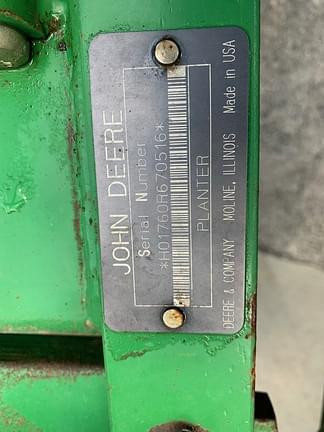 JOHN DEERE
Serial Number
*H01760R670516*
PLANTER
DEERE & COMPANY MOLINE, ILLINOIS Made in USA